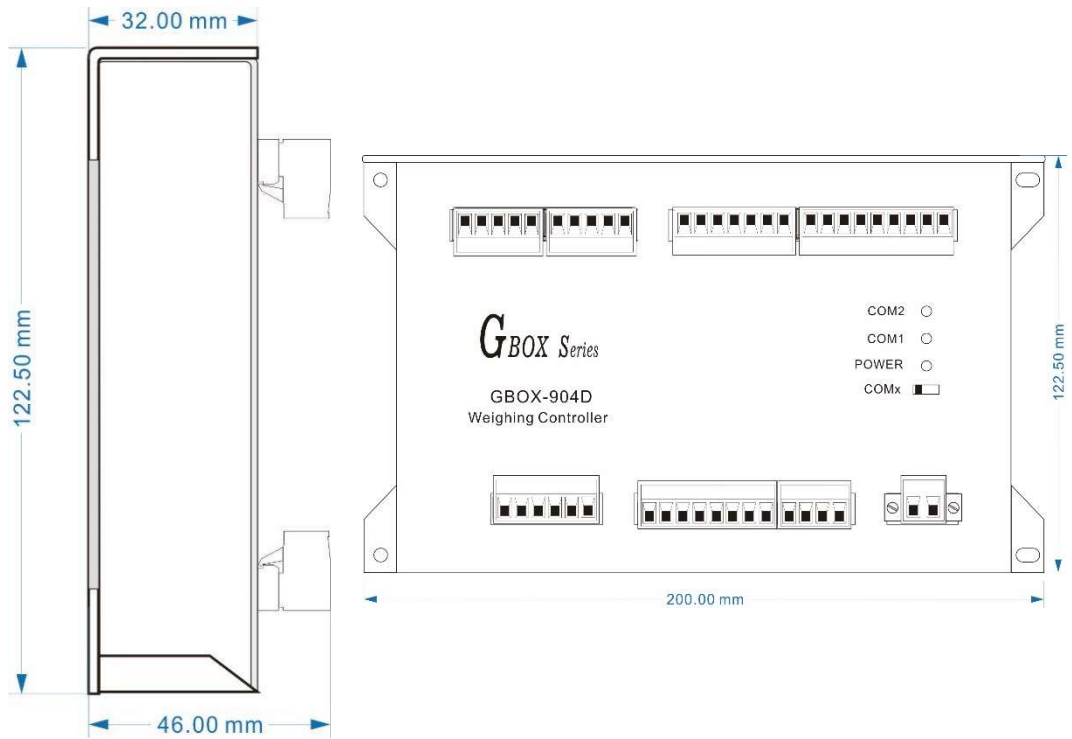 32.00 mm
122.50 mm
46.00 mm
GBOX Series
GBOX-904D
Weighing Controller
COM2
COM1
POWER
COMx
122.50 mm
200.00 mm